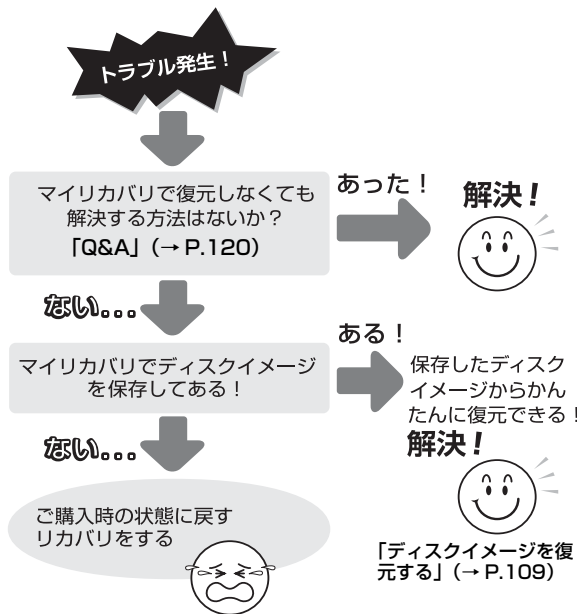 トラブル発生！
マイリカバリで復元しなくても
解決する方法はないか？
「Q&A」（→ P.120）
あった！
解決！
ない...
マイリカバリでディスクイメージ
を保存してある！
ある！
保存したディスク
イメージからかん
たんに復元できる！
解決！
「ディスクイメージを復
元する」（→ P.109）
ない...
ご購入時の状態に戻す
リカバリをする